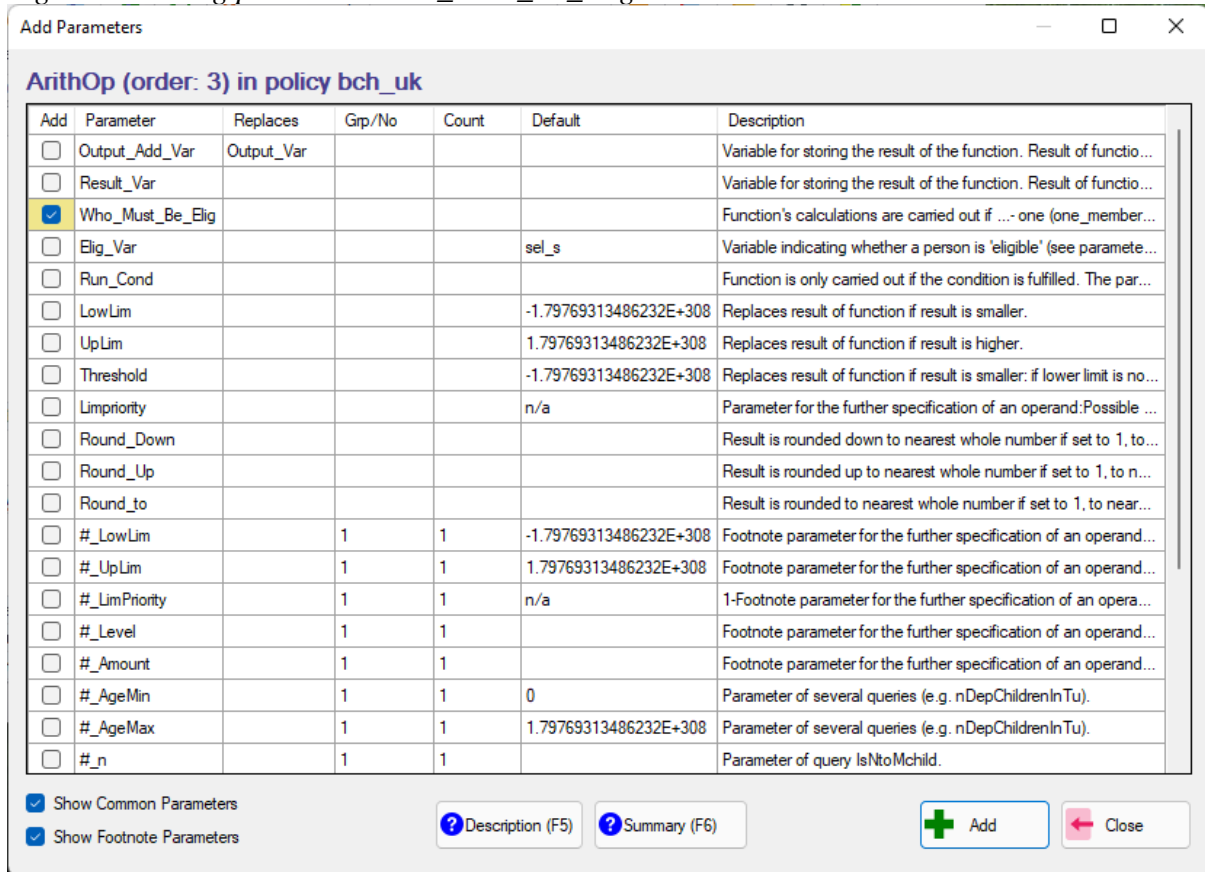 Add Parameters
ArithOp (order: 3) in policy bch_uk
Add Parameter Replaces Grp/No Count Default Description
Output_Add_Var Output_Var Variable for storing the result of the function. Result of functio...
Result_Var Variable for storing the result of the function. Result of functio...
Who_Must_Be_Elig Function's calculations are carried out if ...- one (one_member...
Elig_Var sel_s Variable indicating whether a person is 'eligible' (see paramete...
Run_Cond Function is only carried out if the condition is fulfilled. The par...
LowLim -1.79769313486232E+308 Replaces result of function if result is smaller.
UpLim 1.79769313486232E+308 Replaces result of function if result is higher.
Threshold -1.79769313486232E+308 Replaces result of function if result is smaller: if lower limit is no...
Limpriority n/a Parameter for the further specification of an operand:Possible ...
Round_Down Result is rounded down to nearest whole number if set to 1, to...
Round_Up Result is rounded up to nearest whole number if set to 1, to n...
Round_to Result is rounded to nearest whole number if set to 1, to near...
#_LowLim 1 1 -1.79769313486232E+308 Footnote parameter for the further specification of an operand...
#_UpLim 1 1 1.79769313486232E+308 Footnote parameter for the further specification of an operand...
#_LimPriority 1 1 n/a 1-Footnote parameter for the further specification of an opera...
#_Level 1 1 Footnote parameter for the further specification of an operand...
#_Amount 1 1 Footnote parameter for the further specification of an operand...
#_AgeMin 1 1 0 Parameter of several queries (e.g. nDepChildrenInTu).
#_AgeMax 1 1 1.79769313486232E+308 Parameter of several queries (e.g. nDepChildrenInTu).
#_n 1 1 Parameter of query IsNtoMchild.
Show Common Parameters
Show Footnote Parameters
Description (F5) Summary (F6) Add Close